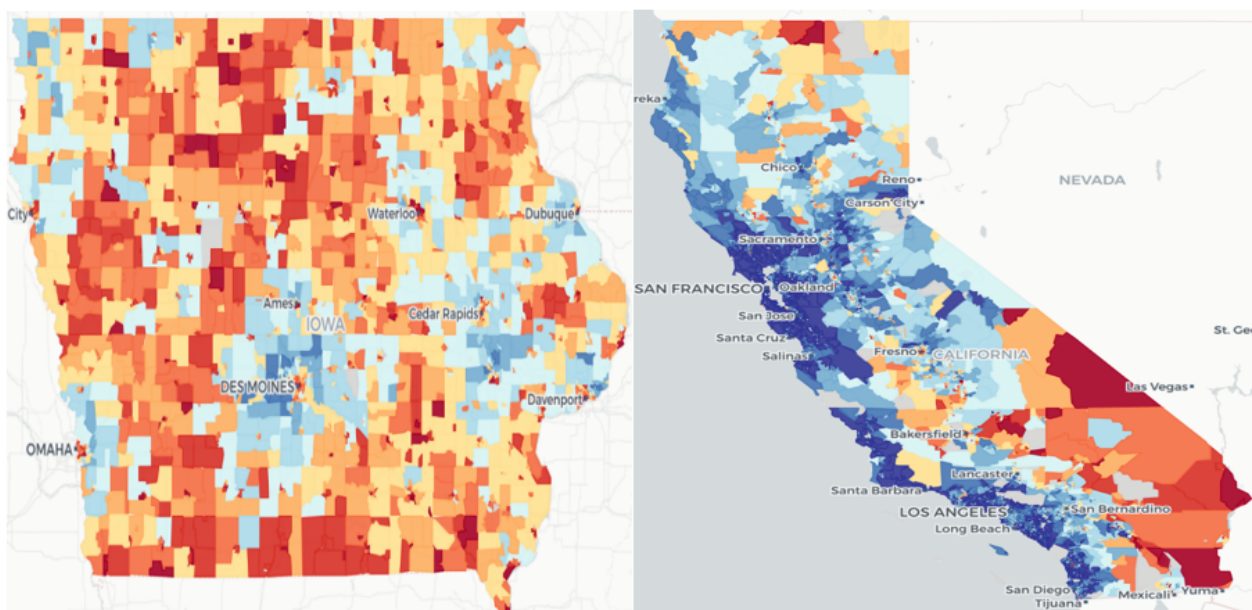 City
Waterloo
Dubuque
Ames
IOWA
Cedar Rapids
DES MOINES
Davenport
OMAHA
reka
Chico
Reno
Carson City
NEVADA
Sacramento
SAN FRANCISCO
Oakland
San Jose
Santa Cruz
Salinas
Fresno
CALIFORNIA
St. Geo
Las Vegas
Bakersfield
Lancaster
Santa Barbara
LOS ANGELES
San Bernardino
Long Beach
San Diego
Tijuana
Mexicali
Yuma